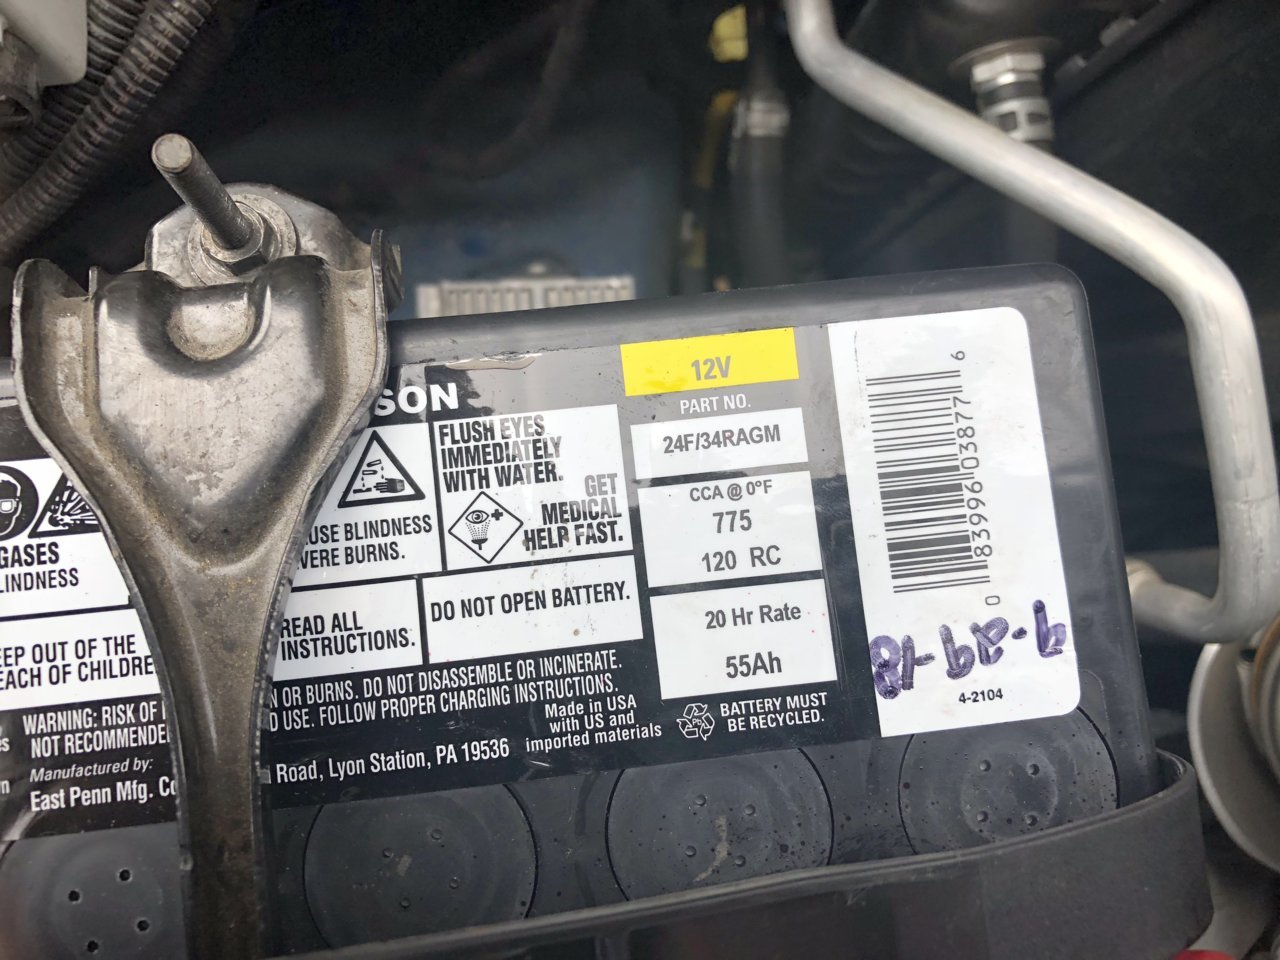 SON
12V
PART NO.
24F/34RAGM
CCA @ 0°F
775
120 RC
20 Hr Rate
55Ah
FLUSH EYES
IMMEDIATELY
WITH WATER.
GET
MEDICAL
HELP FAST.
USE BLINDNESS
VERE BURNS.
GASES
LINDNESS
READ ALL
INSTRUCTIONS.
DO NOT OPEN BATTERY.
EEP OUT OF THE
EACH OF CHILDRE
N OR BURNS. DO NOT DISASSEMBLE OR INCINERATE.
D USE. FOLLOW PROPER CHARGING INSTRUCTIONS.
WARNING: RISK OF
NOT RECOMMENDE
Manufactured by:
East Penn Mfg. Co
Road, Lyon Station, PA 19536
Made in USA
with US and
imported materials
Pb
BATTERY MUST
BE RECYCLED.
0 83996 03877 6
4-2104